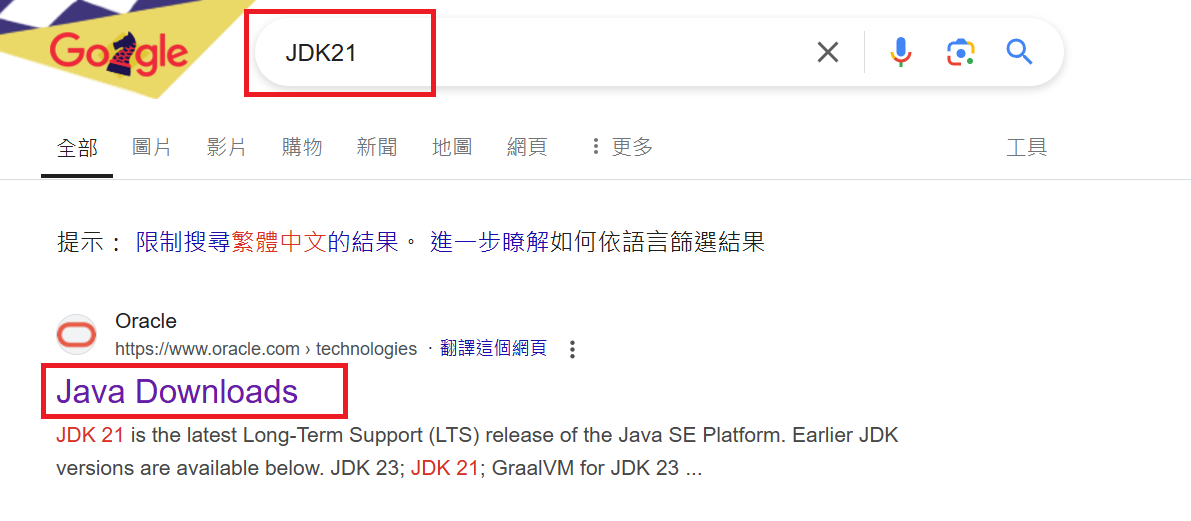 Google
JDK21
全部 圖片 影片 購物 新聞 地圖 網頁 更多 工具
提示： 限制搜尋繁體中文的結果。 進一步瞭解如何依語言篩選結果
Oracle
https://www.oracle.com › technologies · 翻譯這個網頁
Java Downloads
JDK 21 is the latest Long-Term Support (LTS) release of the Java SE Platform. Earlier JDK
versions are available below. JDK 23; JDK 21; GraalVM for JDK 23 ...